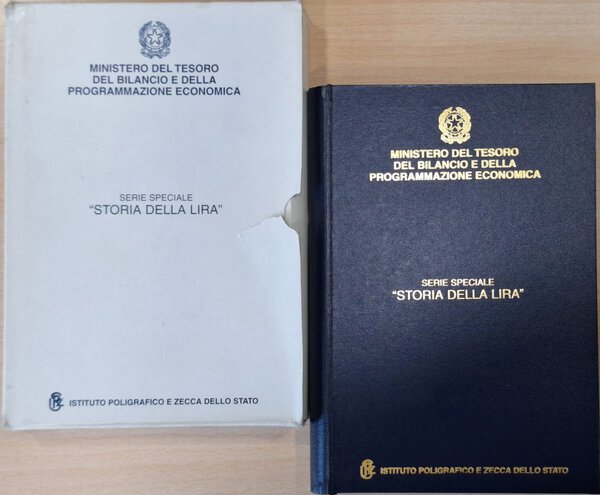 MINISTERO DEL TESORO
DEL BILANCIO E DELLA
PROGRAMMAZIONE ECONOMICA
SERIE SPECIALE
"STORIA DELLA LIRA"
ISTITUTO POLIGRAFICO E ZECCA DELLO STATO
MINISTERO DEL TESORO
DEL BILANCIO E DELLA
PROGRAMMAZIONE ECONOMICA
SERIE SPECIALE
"STORIA DELLA LIRA"
ISTITUTO POLIGRAFICO E ZECCA DELLO STATO